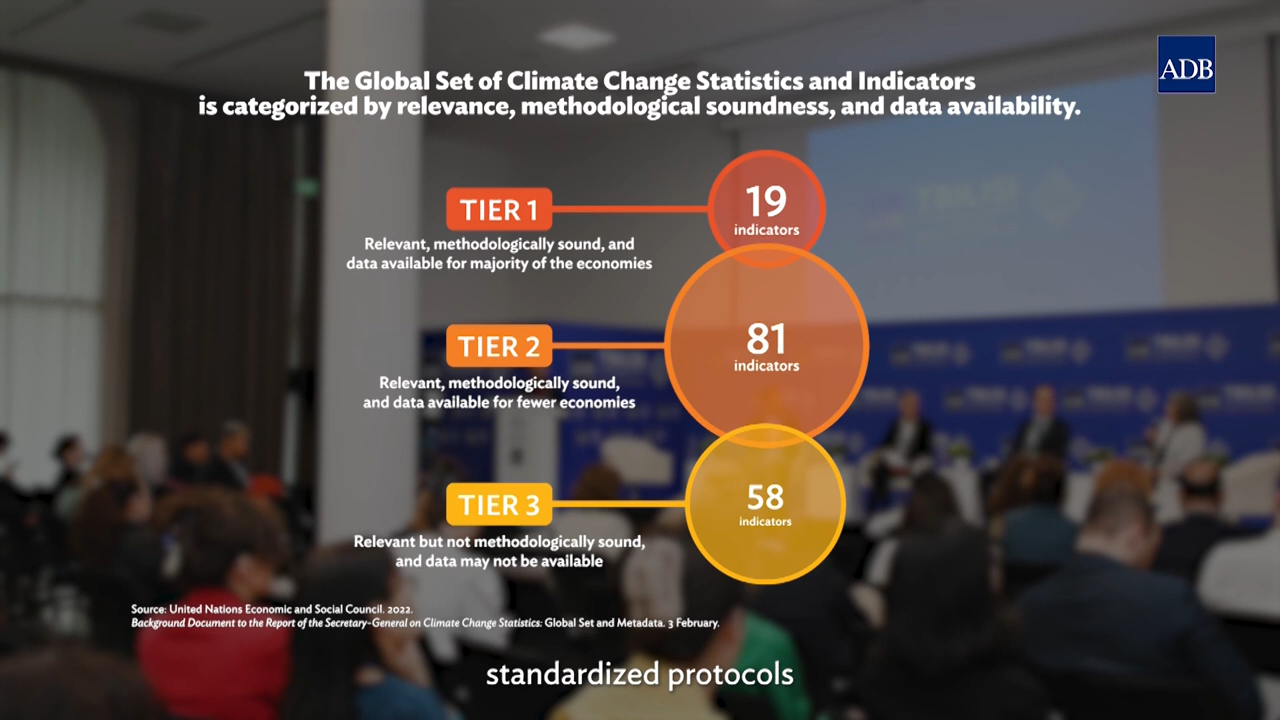 The Global Set of Climate Change Statistics and Indicators
is categorized by relevance, methodological soundness, and data availability.
ADB
TIER 1
Relevant, methodologically sound, and
data available for majority of the economies
19
indicators
TIER 2
Relevant, methodologically sound,
and data available for fewer economies
81
indicators
TIER 3
Relevant but not methodologically sound,
and data may not be available
58
indicators
Source: United Nations Economic and Social Council. 2022.
Background Document to the Report of the Secretary-General on Climate Change Statistics: Global Set and Metadata. 3 February.
standardized protocols